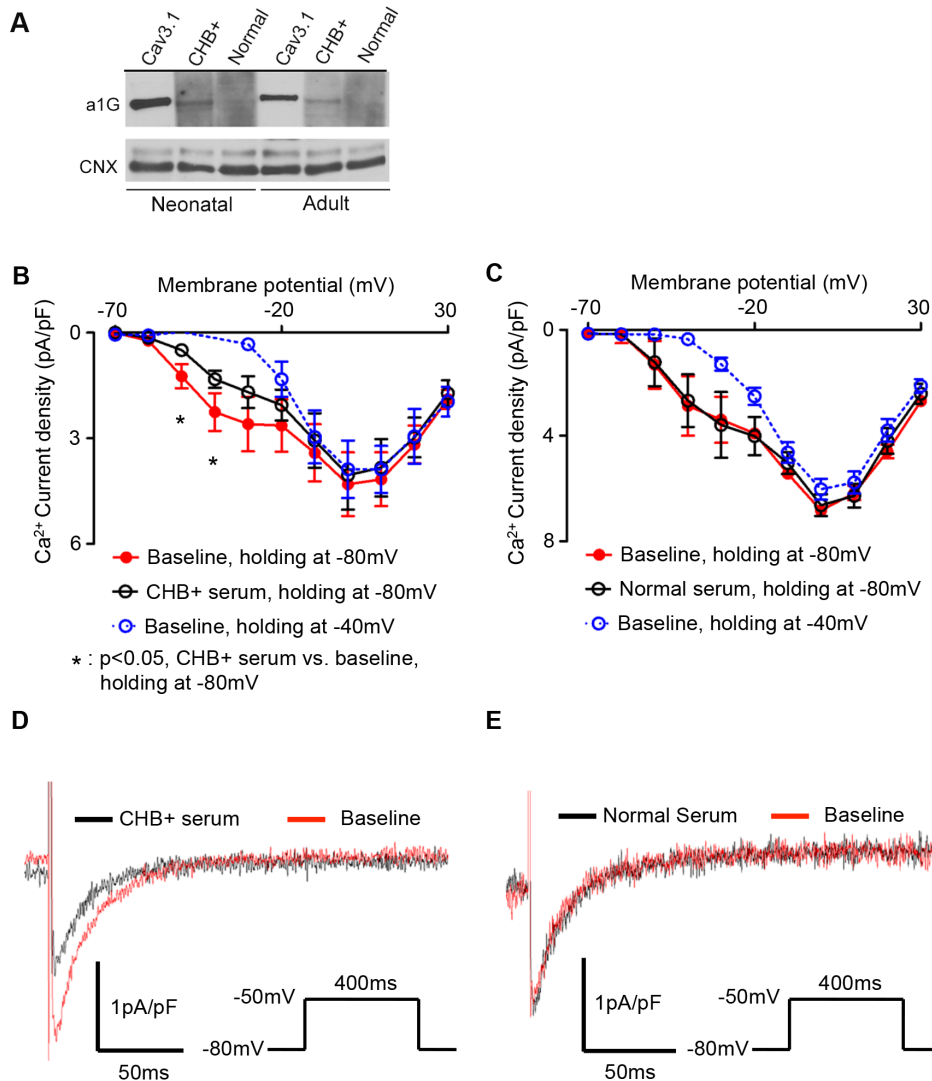 A
Cav3.1 CHB+ Normal Cav3.1 CHB+ Normal
a1G
CNX
Neonatal Adult
B
Membrane potential (mV)
-70 -20 30
Ca²⁺ Current density (pA/pF)
0
3
6
Baseline, holding at -80mV
CHB+ serum, holding at -80mV
Baseline, holding at -40mV
* : p<0.05, CHB+ serum vs. baseline,
holding at -80mV
*
*
C
Membrane potential (mV)
-70 -20 30
Ca²⁺ Current density (pA/pF)
0
4
8
Baseline, holding at -80mV
Normal serum, holding at -80mV
Baseline, holding at -40mV
D
CHB+ serum Baseline
1pA/pF
50ms
400ms
-50mV
-80mV
E
Normal Serum Baseline
1pA/pF
50ms
400ms
-50mV
-80mV